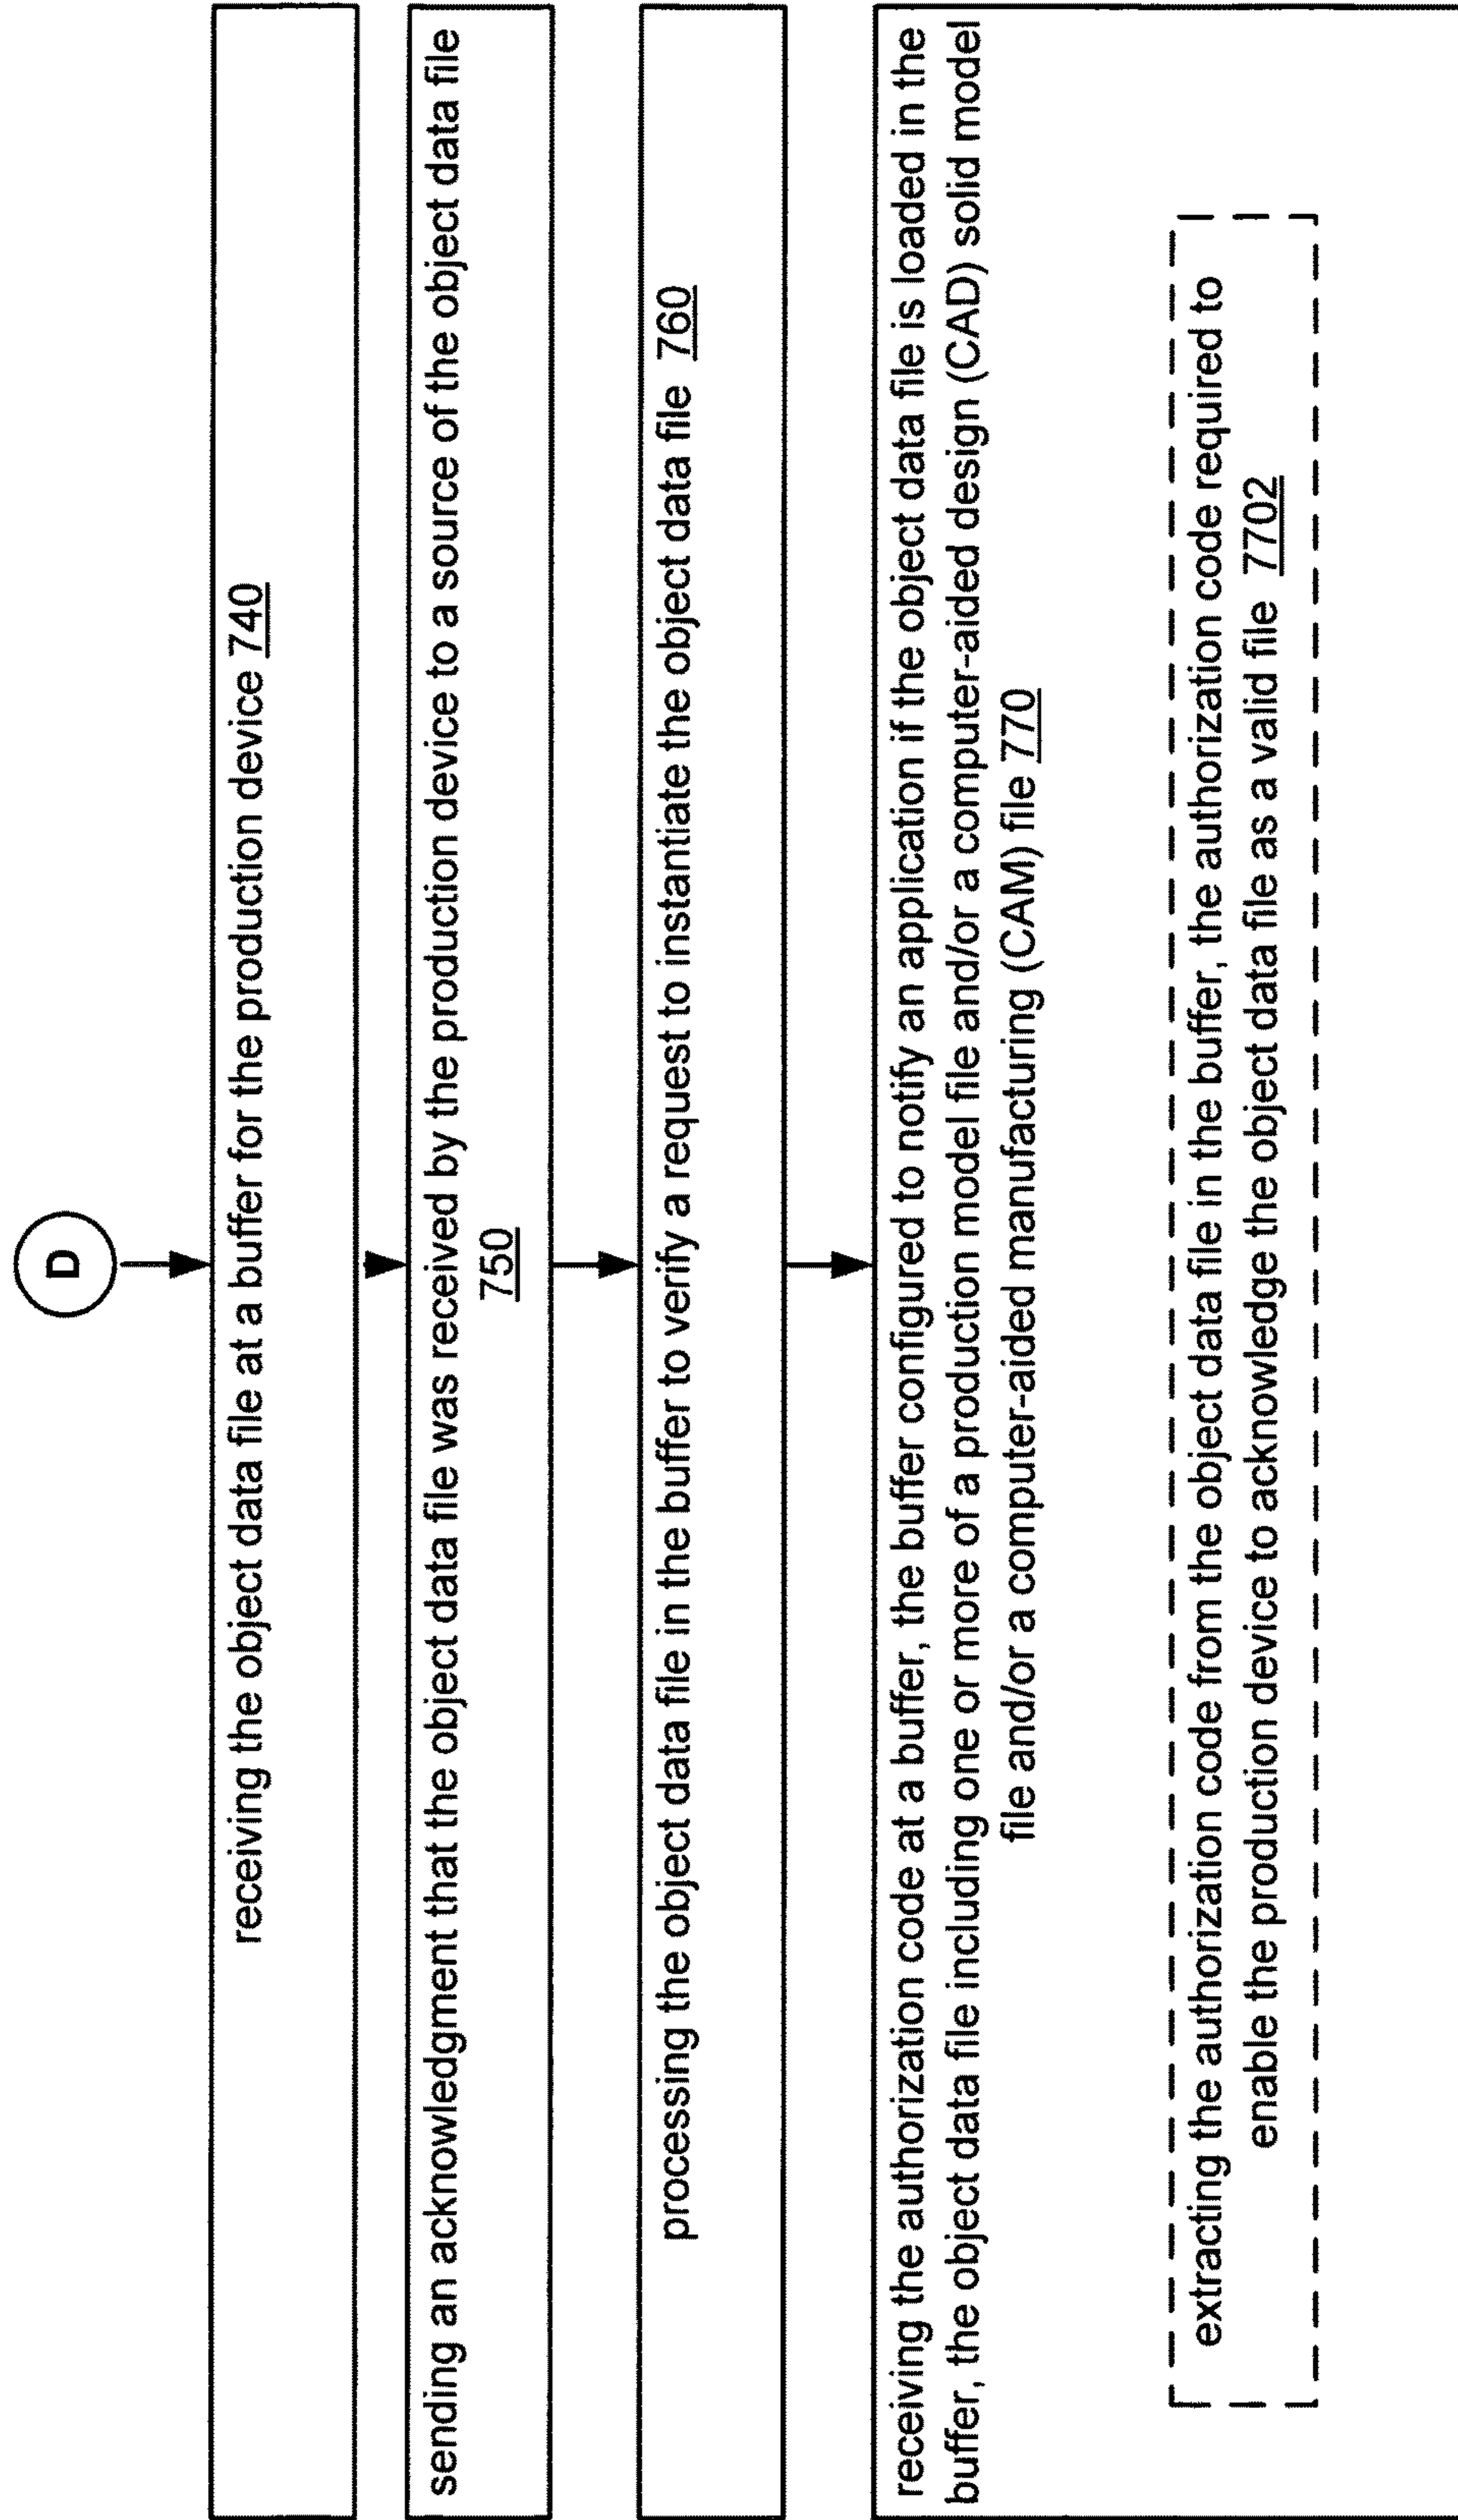 D
receiving the object data file at a buffer for the production device 740
sending an acknowledgment that the object data file was received by the production device to a source of the object data file
750
processing the object data file in the buffer to verify a request to instantiate the object data file 760
receiving the authorization code at a buffer, the buffer configured to notify an application if the object data file is loaded in the
buffer, the object data file including one or more of a production model file and/or a computer-aided design (CAD) solid model
file and/or a computer-aided manufacturing (CAM) file 770
extracting the authorization code from the object data file in the buffer, the authorization code required to
enable the production device to acknowledge the object data file as a valid file 7702